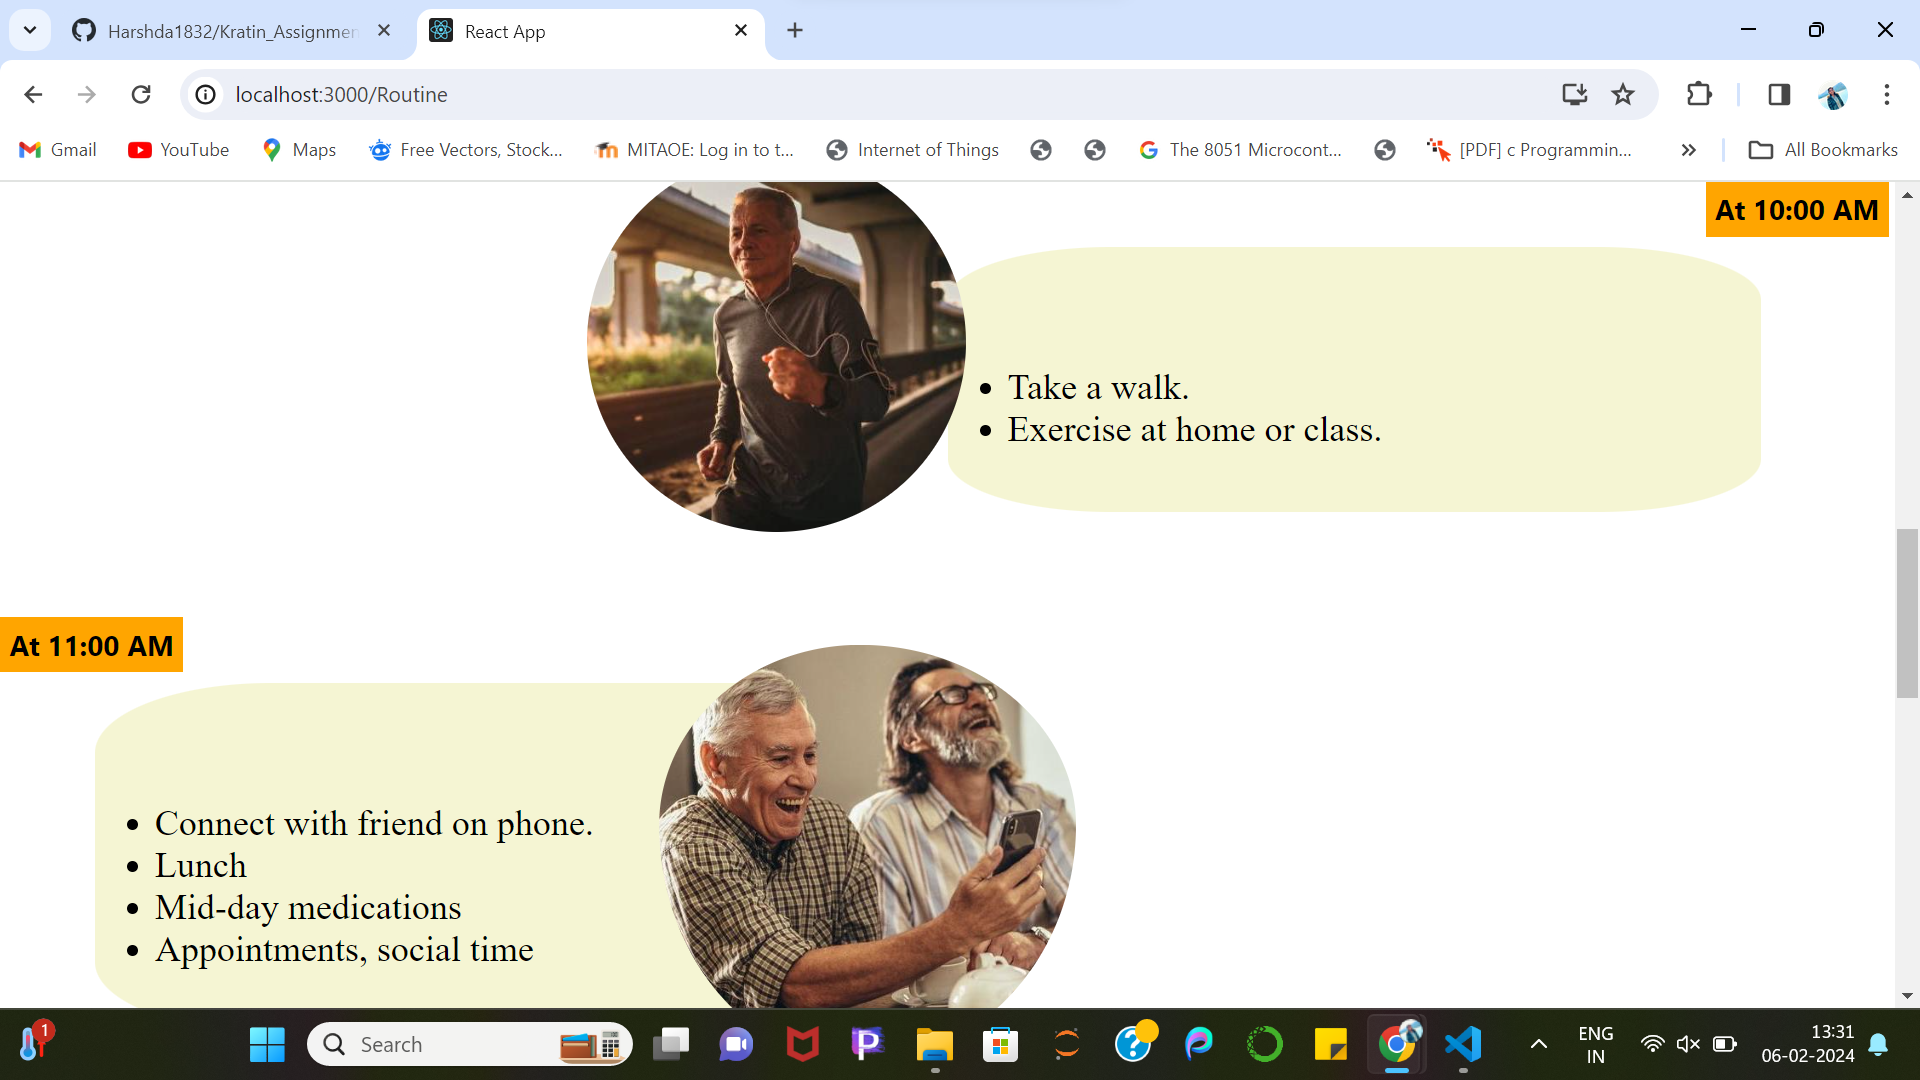 Harshda1832/Kratin_Assignmen
React App
localhost:3000/Routine
Gmail
YouTube
Maps
Free Vectors, Stock...
MITAOE: Log in to t...
Internet of Things
The 8051 Microcont...
[PDF] c Programmin...
All Bookmarks
At 10:00 AM
Take a walk.
Exercise at home or class.
At 11:00 AM
Connect with friend on phone.
Lunch
Mid-day medications
Appointments, social time
1
Search
ENG
IN
13:31
06-02-2024